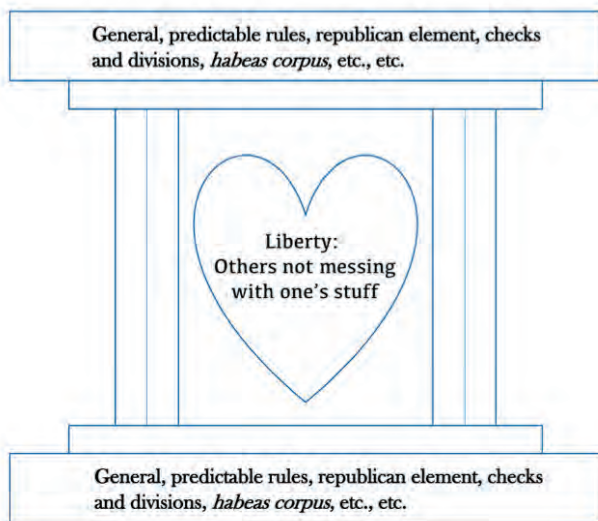 General, predictable rules, republican element, checks
and divisions, habeas corpus, etc., etc.
Liberty:
Others not messing
with one's stuff
General, predictable rules, republican element, checks
and divisions, habeas corpus, etc., etc.